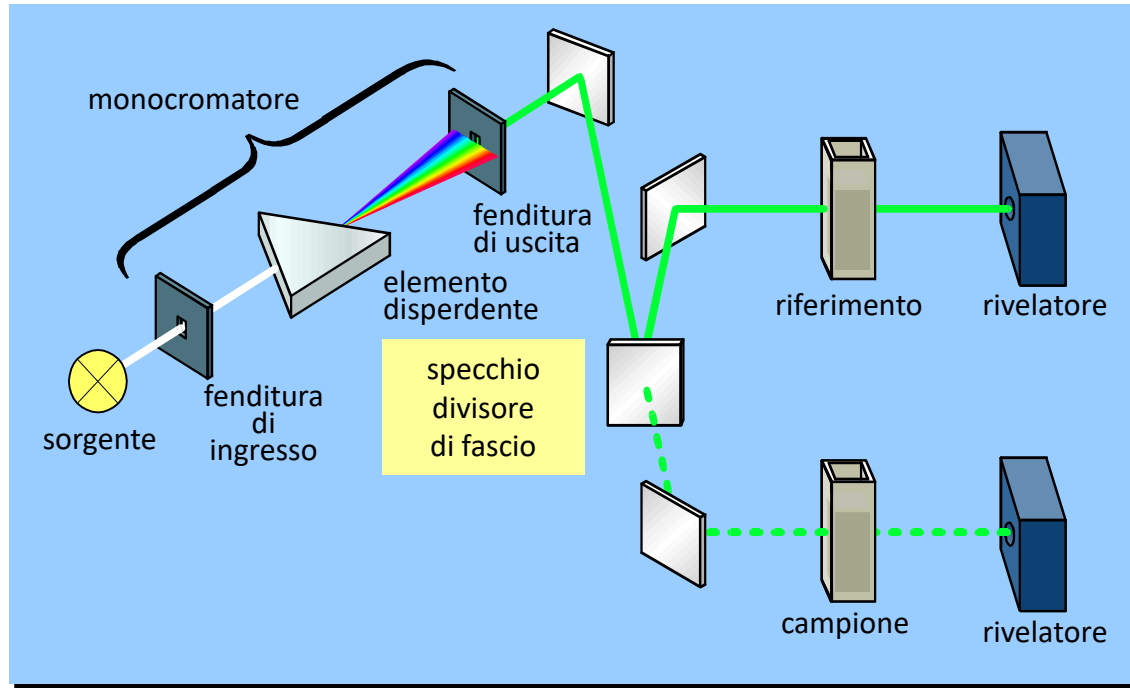 monocromatore
fenditura
di uscita
elemento
disperdente
fenditura
di
ingresso
sorgente
specchio
divisore
di fascio
riferimento
rivelatore
campione
rivelatore